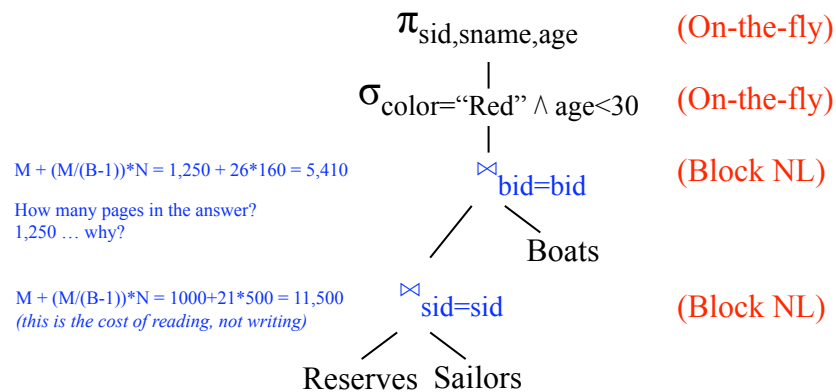 π sid,sname,age (On-the-fly)
σ color="Red" ∧ age<30 (On-the-fly)
M + (M/(B-1))*N = 1,250 + 26*160 = 5,410
⋈ bid=bid (Block NL)
How many pages in the answer?
1,250 … why?
Boats
M + (M/(B-1))*N = 1000+21*500 = 11,500
(this is the cost of reading, not writing)
⋈ sid=sid (Block NL)
Reserves Sailors